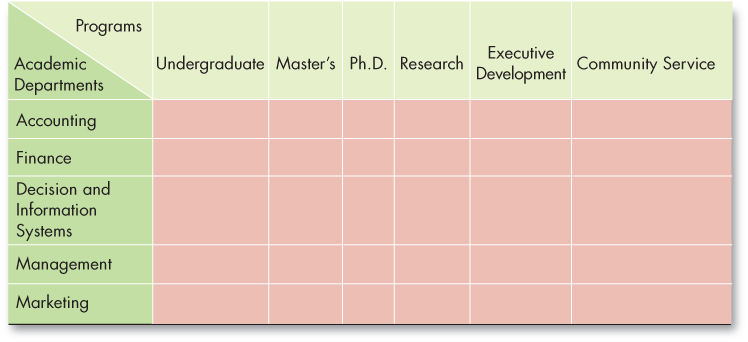 Programs
Academic
Departments
Undergraduate
Master's
Ph.D.
Research
Executive
Development
Community Service
Accounting
Finance
Decision and
Information
Systems
Management
Marketing